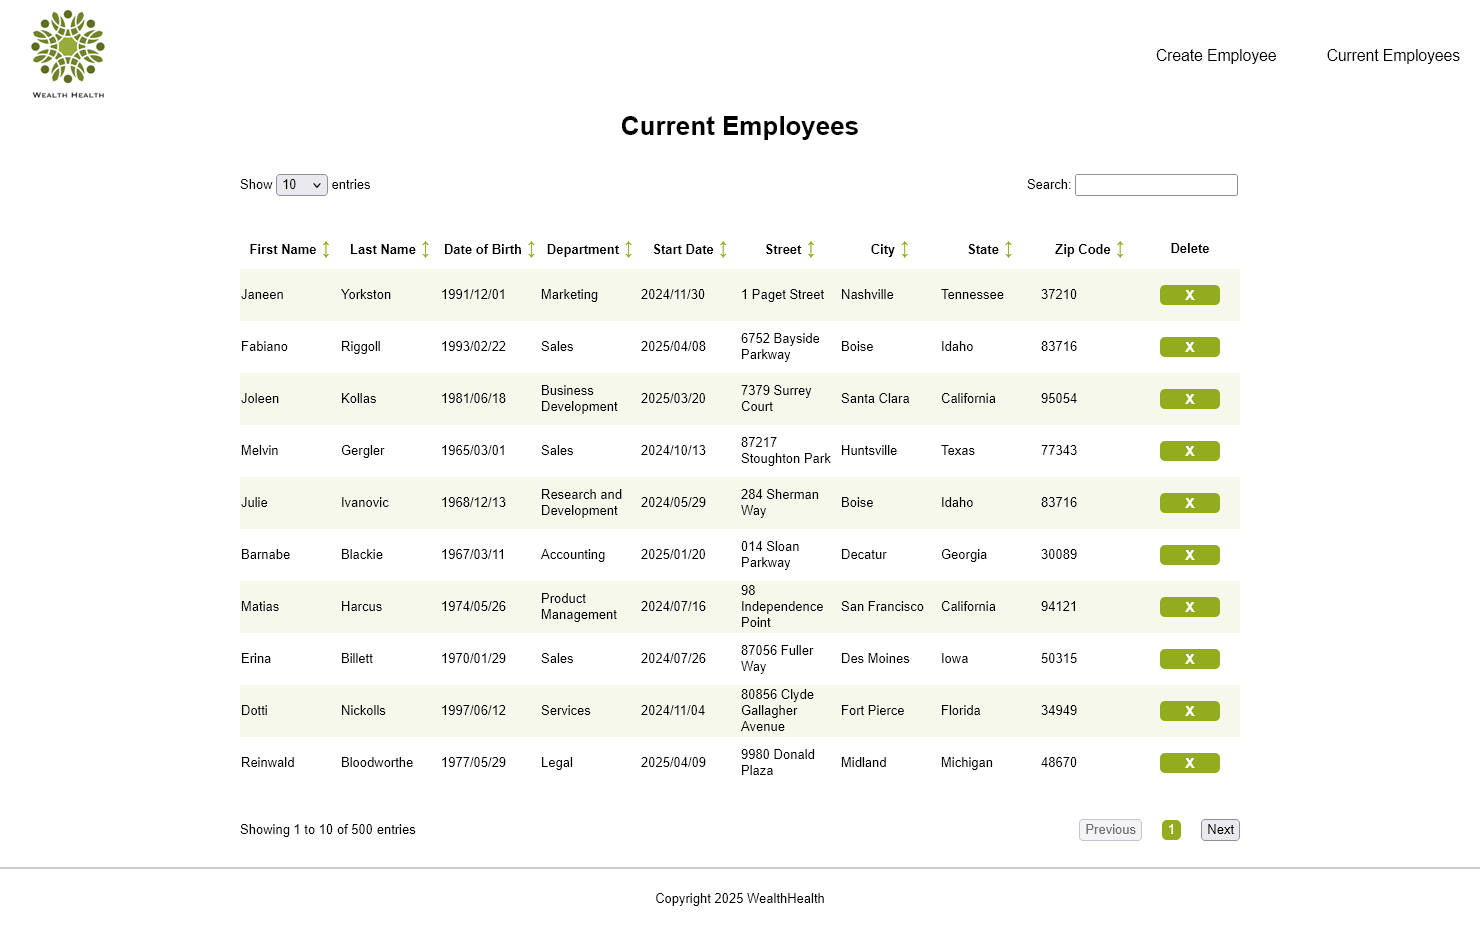 WEALTH HEALTH
Create Employee Current Employees
Current Employees
Show 10 entries Search:
First Name Last Name Date of Birth Department Start Date Street City State Zip Code Delete
Janeen Yorkston 1991/12/01 Marketing 2024/11/30 1 Paget Street Nashville Tennessee 37210 X
Fabiano Riggoll 1993/02/22 Sales 2025/04/08 6752 Bayside Parkway Boise Idaho 83716 X
Joleen Kollas 1981/06/18 Business Development 2025/03/20 7379 Surrey Court Santa Clara California 95054 X
Melvin Gergler 1965/03/01 Sales 2024/10/13 87217 Stoughton Park Huntsville Texas 77343 X
Julie Ivanovic 1968/12/13 Research and Development 2024/05/29 284 Sherman Way Boise Idaho 83716 X
Barnabe Blackie 1967/03/11 Accounting 2025/01/20 014 Sloan Parkway Decatur Georgia 30089 X
Matias Harcus 1974/05/26 Product Management 2024/07/16 98 Independence Point San Francisco California 94121 X
Erina Billett 1970/01/29 Sales 2024/07/26 87056 Fuller Way Des Moines Iowa 50315 X
Dotti Nickolls 1997/06/12 Services 2024/11/04 80856 Clyde Gallagher Avenue Fort Pierce Florida 34949 X
Reinwald Bloodworthe 1977/05/29 Legal 2025/04/09 9980 Donald Plaza Midland Michigan 48670 X
Showing 1 to 10 of 500 entries Previous 1 Next
Copyright 2025 WealthHealth